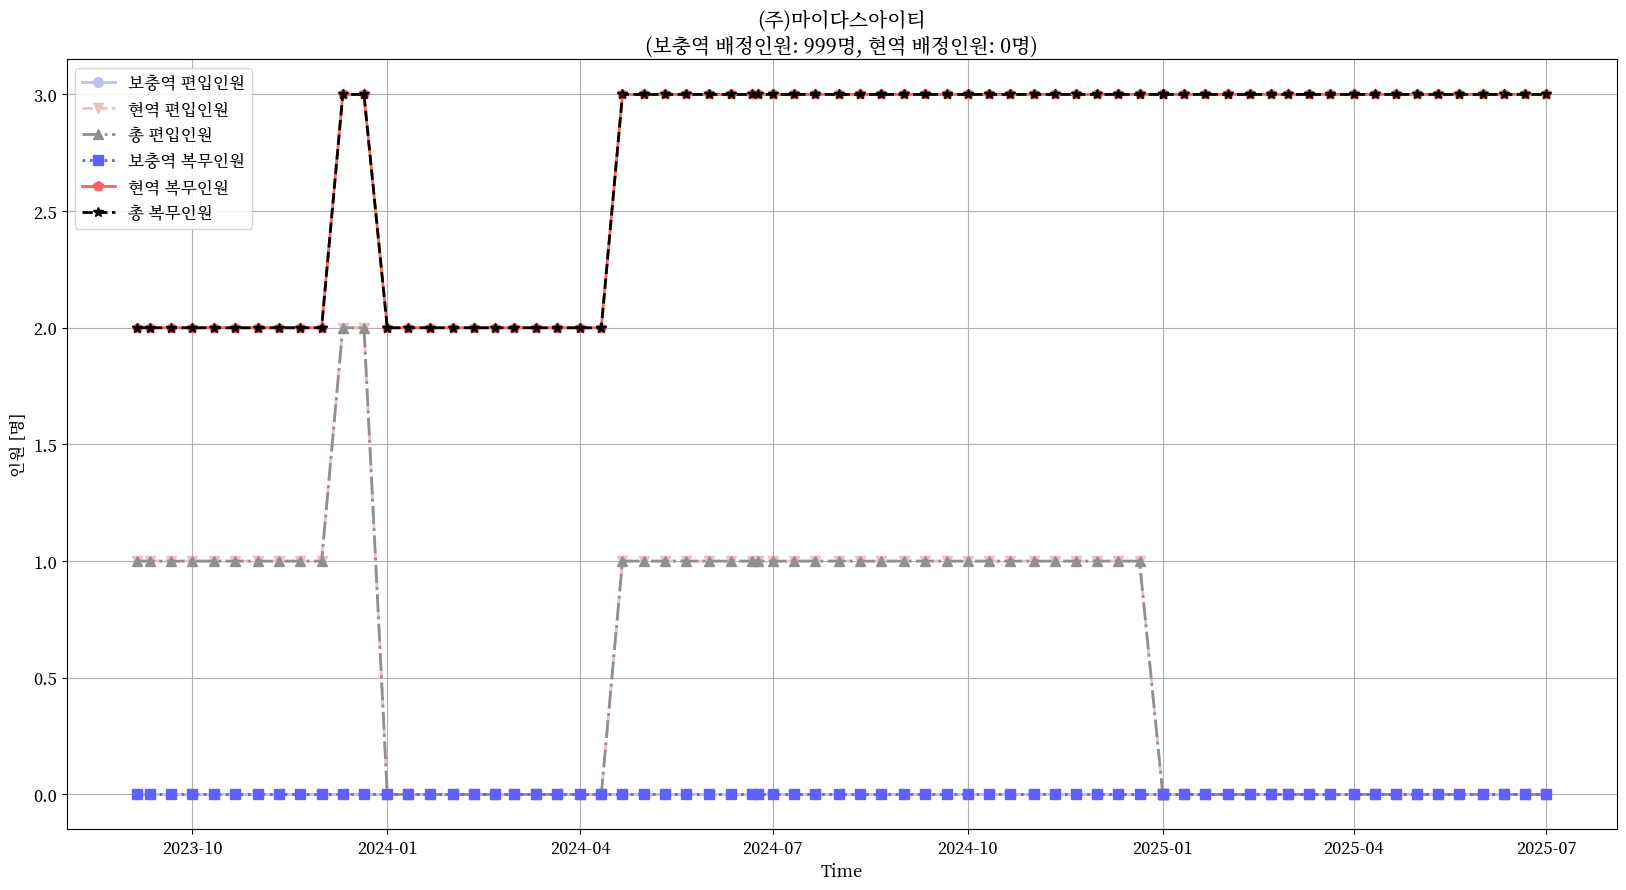 (주)마이다스아이티
(보충역 배정인원: 999명, 현역 배정인원: 0명)
보충역 편입인원
현역 편입인원
총 편입인원
보충역 복무인원
현역 복무인원
총 복무인원
3.0
2.5
2.0
1.5
1.0
0.5
0.0
인원 [명]
2023-10
2024-01
2024-04
2024-07
2024-10
2025-01
2025-04
2025-07
Time